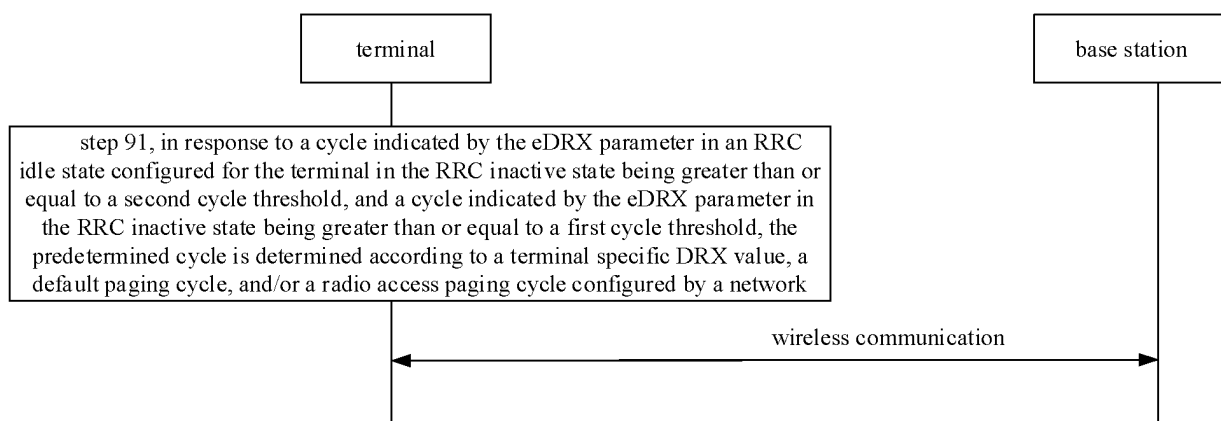 terminal
base station
step 91, in response to a cycle indicated by the eDRX parameter in an RRC
idle state configured for the terminal in the RRC inactive state being greater than or
equal to a second cycle threshold, and a cycle indicated by the eDRX parameter in
the RRC inactive state being greater than or equal to a first cycle threshold, the
predetermined cycle is determined according to a terminal specific DRX value, a
default paging cycle, and/or a radio access paging cycle configured by a network
wireless communication